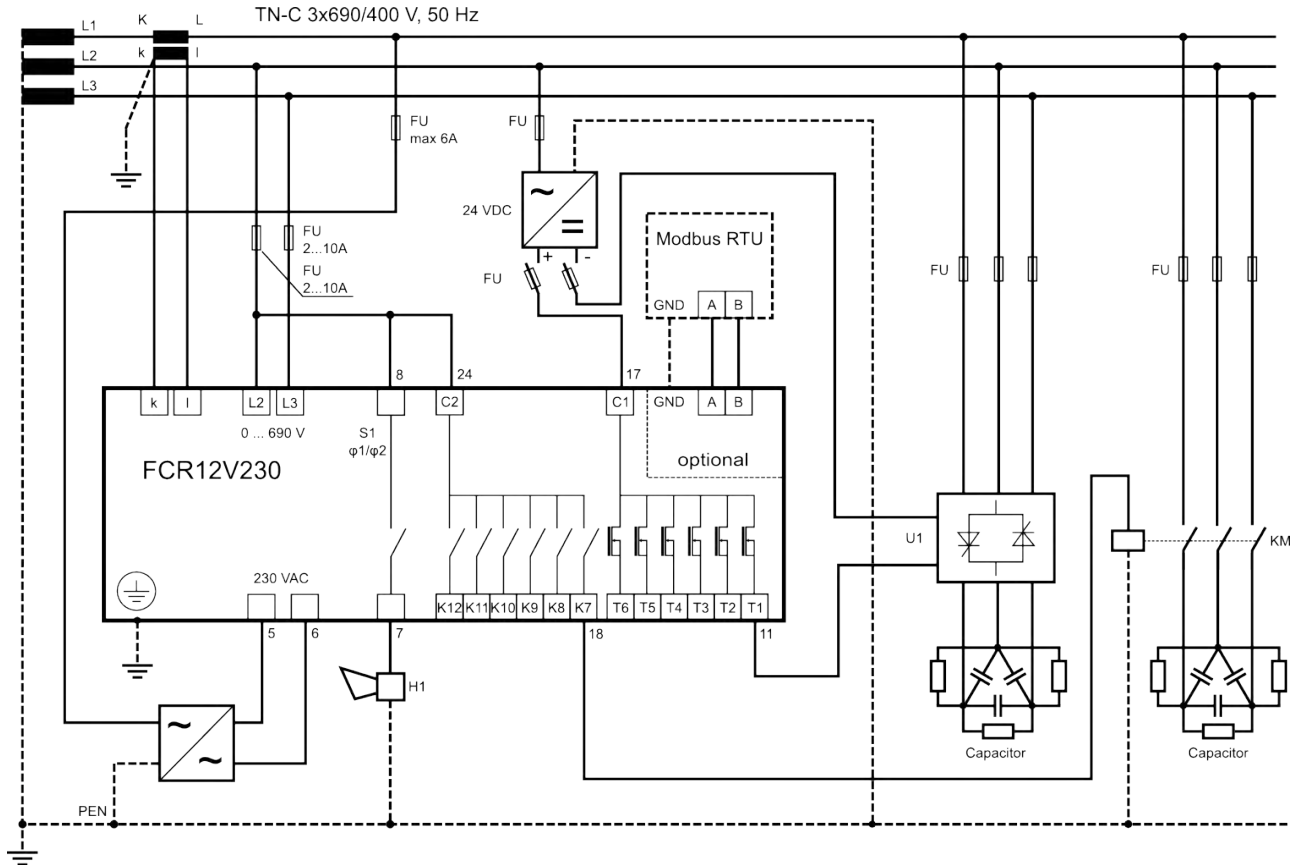 TN-C 3x690/400 V, 50 Hz
L1
K
L
L2
k
l
L3
FU
max 6A
FU
24 VDC
+
-
FU
Modbus RTU
GND
A
B
FU
2...10A
FU
2...10A
FU
FU
8
24
17
k
l
L2
L3
C2
C1
GND
A
B
0 ... 690 V
S1
φ1/φ2
optional
FCR12V230
U1
KM
230 VAC
K12
K11
K10
K9
K8
K7
T6
T5
T4
T3
T2
T1
5
6
7
18
11
H1
Capacitor
Capacitor
PEN